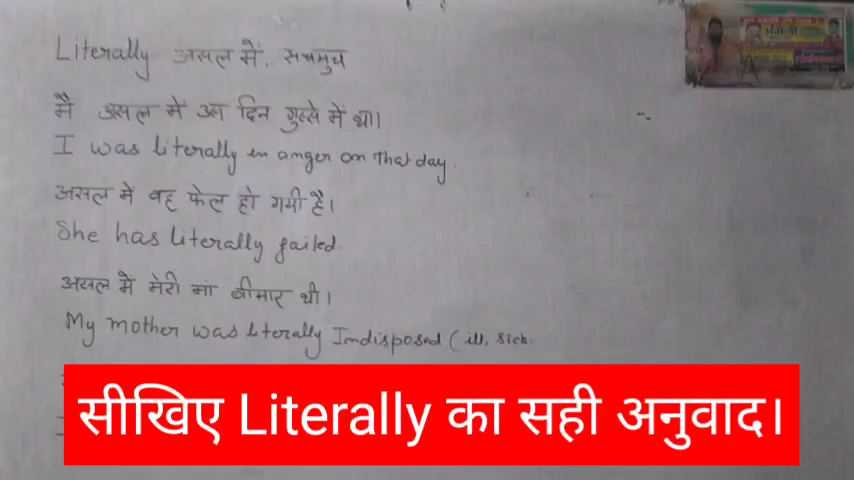 Literally असल में, सचमुच
मै असल में उस दिन गुस्से में था।
I was literally in anger on that day.
असल में वह फेल हो गयी है।
She has literally failed.
असल में मेरी मां बीमार थी।
My mother was literally Indisposed (ill, sick.
सीखिए Literally का सही अनुवाद।